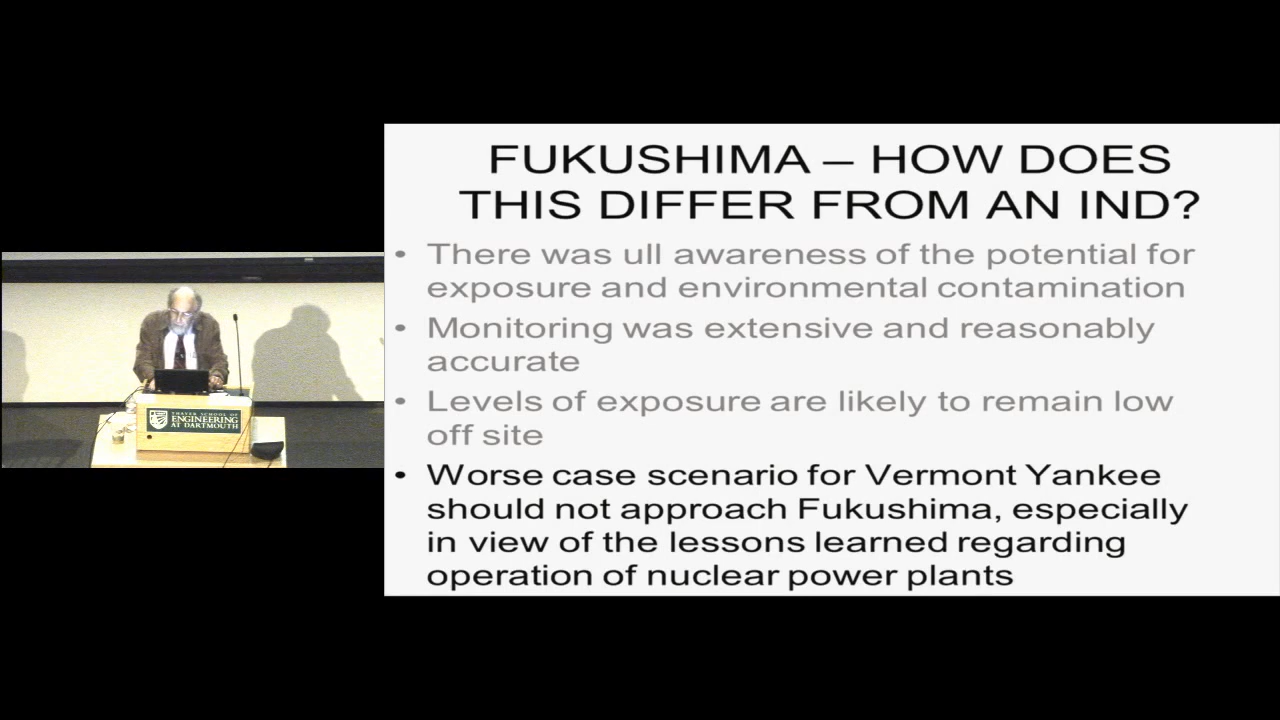 FUKUSHIMA – HOW DOES
THIS DIFFER FROM AN IND?
• There was ull awareness of the potential for
exposure and environmental contamination
• Monitoring was extensive and reasonably
accurate
• Levels of exposure are likely to remain low
off site
• Worse case scenario for Vermont Yankee
should not approach Fukushima, especially
in view of the lessons learned regarding
operation of nuclear power plants
THAYER SCHOOL OF
ENGINEERING
AT DARTMOUTH